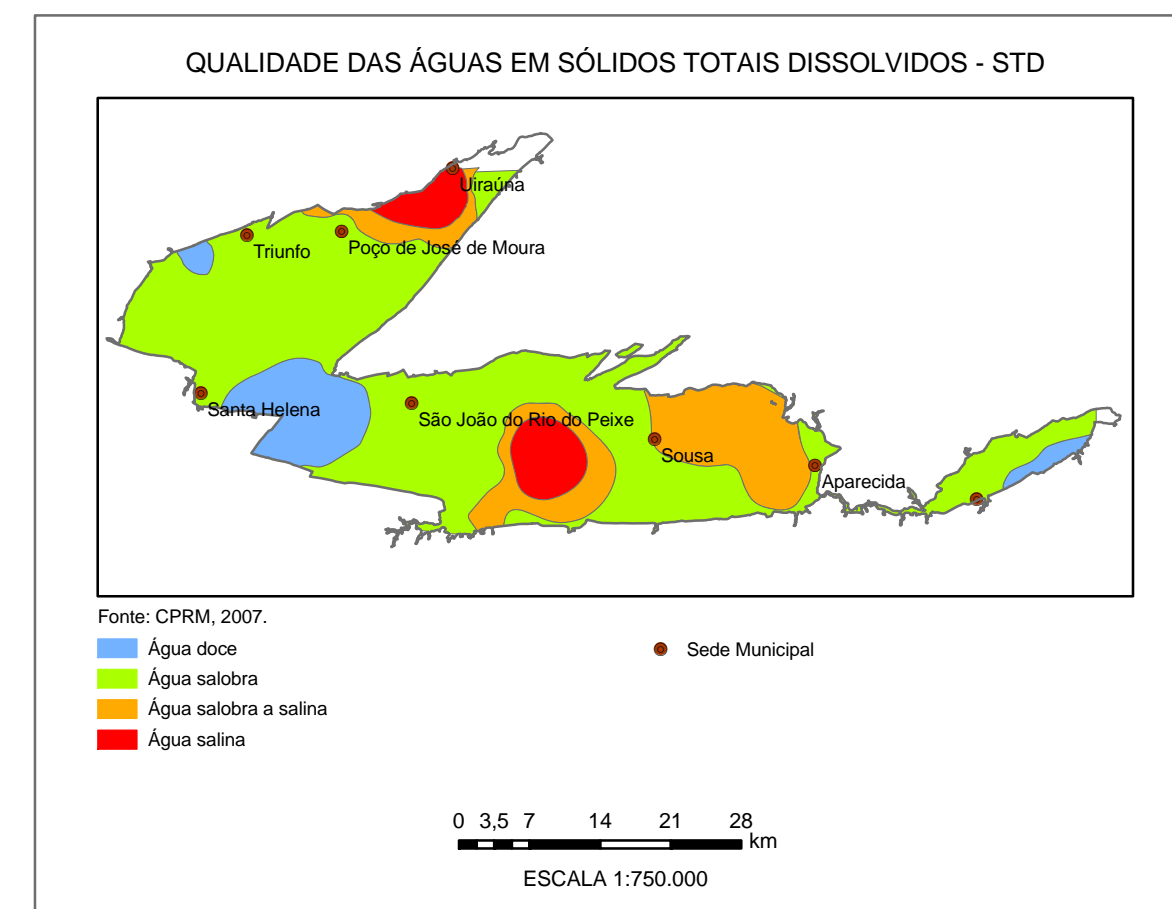 QUALIDADE DAS ÁGUAS EM SÓLIDOS TOTAIS DISSOLVIDOS - STD
Uiraúna
Triunfo
Poço de José de Moura
Santa Helena
São João do Rio do Peixe
Sousa
Aparecida
Fonte: CPRM, 2007.
Água doce
Sede Municipal
Água salobra
Água salobra a salina
Água salina
0 3,5 7 14 21 28
km
ESCALA 1:750.000